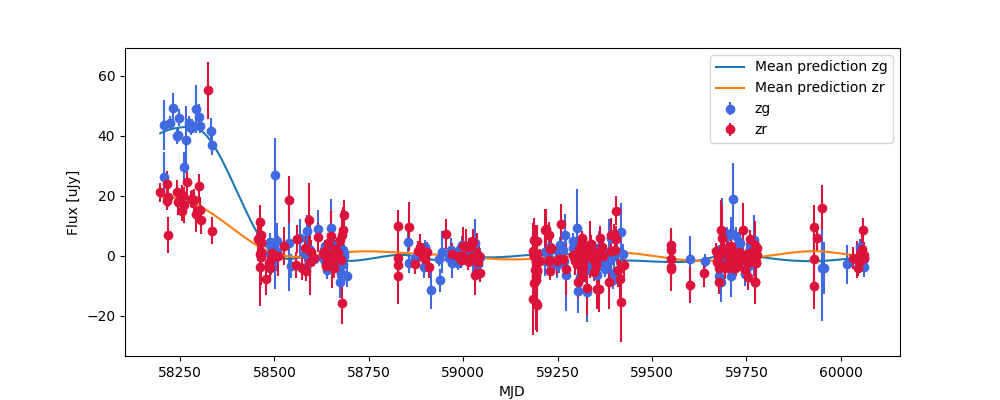 60
40
20
0
−20
Flux [uJy]
Mean prediction zg
Mean prediction zr
zg
zr
58250 58500 58750 59000 59250 59500 59750 60000
MJD